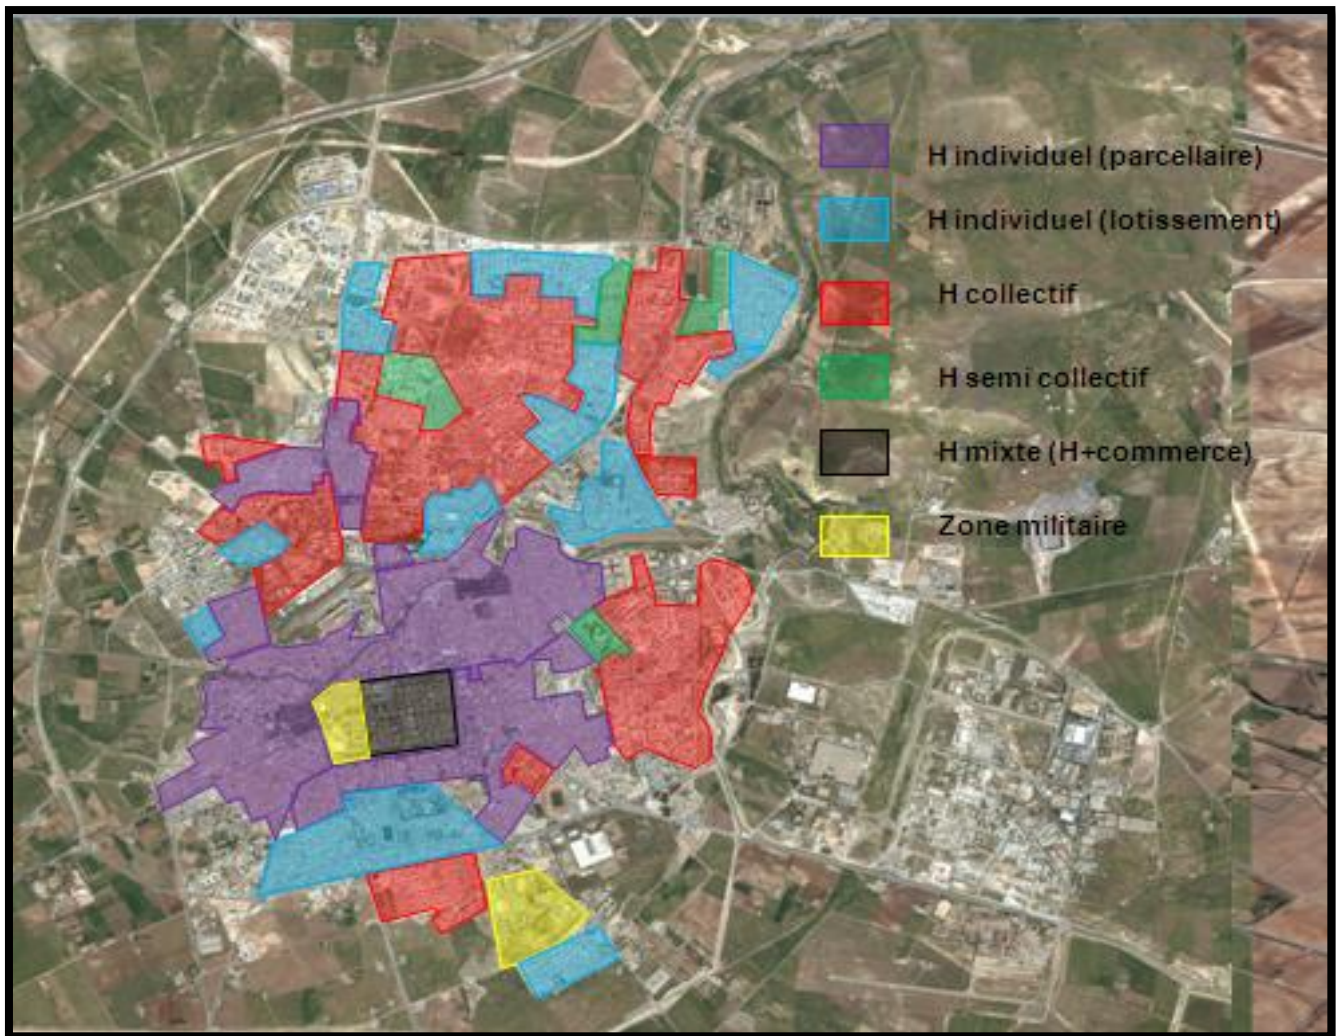 H individuel (parcellaire)
H individuel (lotissement)
H collectif
H semi collectif
H mixte (H+commerce)
Zone militaire